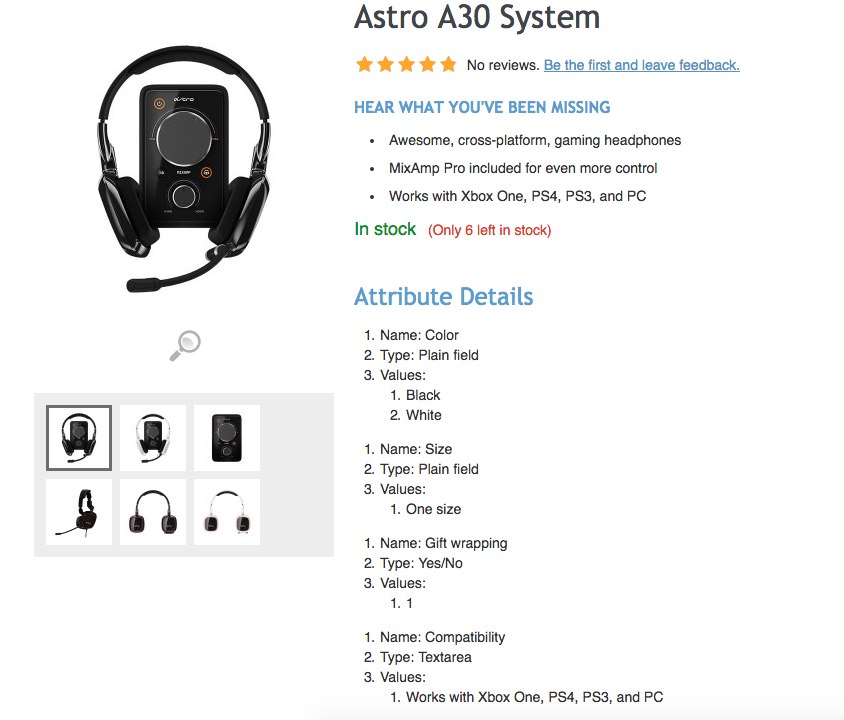 Astro A30 System
No reviews. Be the first and leave feedback.
HEAR WHAT YOU'VE BEEN MISSING
• Awesome, cross-platform, gaming headphones
• MixAmp Pro included for even more control
• Works with Xbox One, PS4, PS3, and PC
In stock (Only 6 left in stock)
Attribute Details
1. Name: Color
2. Type: Plain field
3. Values:
1. Black
2. White
1. Name: Size
2. Type: Plain field
3. Values:
1. One size
1. Name: Gift wrapping
2. Type: Yes/No
3. Values:
1. 1
1. Name: Compatibility
2. Type: Textarea
3. Values:
1. Works with Xbox One, PS4, PS3, and PC
ASTRO
MIXAMP